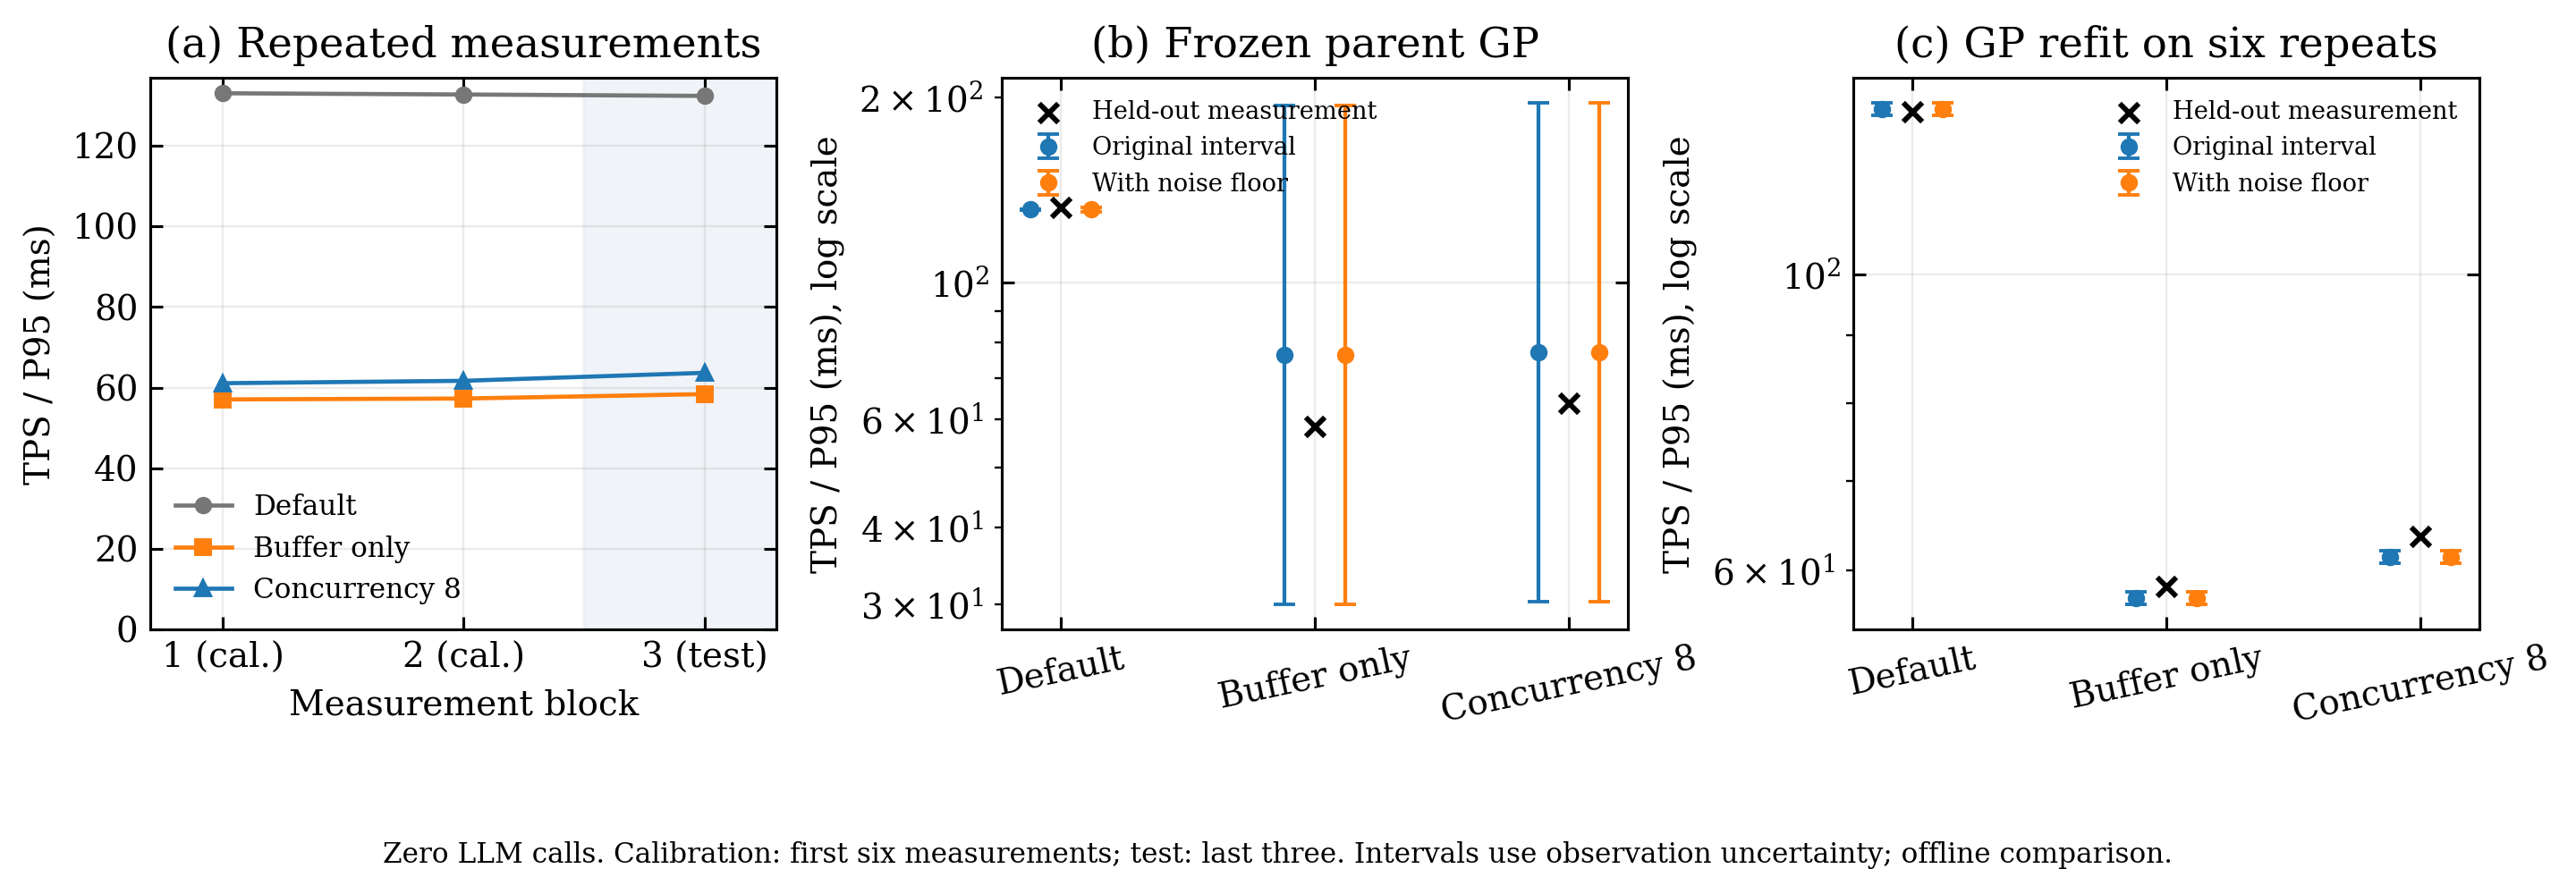 (a) Repeated measurements
TPS / P95 (ms)
120
100
80
60
40
20
0
Default
Buffer only
Concurrency 8
1 (cal.)
2 (cal.)
3 (test)
Measurement block
(b) Frozen parent GP
TPS / P95 (ms), log scale
2 × 10²
10²
6 × 10¹
4 × 10¹
3 × 10¹
Held-out measurement
Original interval
With noise floor
Default
Buffer only
Concurrency 8
(c) GP refit on six repeats
TPS / P95 (ms), log scale
10²
6 × 10¹
Held-out measurement
Original interval
With noise floor
Default
Buffer only
Concurrency 8
Zero LLM calls. Calibration: first six measurements; test: last three. Intervals use observation uncertainty; offline comparison.